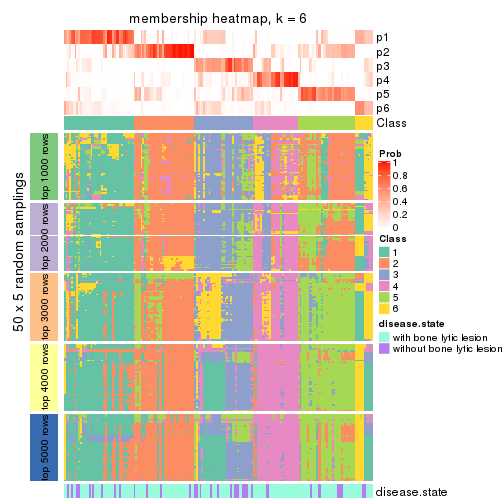 membership heatmap, k = 6
p1
p2
p3
p4
p5
p6
Class
50 x 5 random samplings
top 1000 rows
top 2000 rows
top 3000 rows
top 4000 rows
top 5000 rows
disease.state
Prob
1
0.8
0.6
0.4
0.2
0
Class
1
2
3
4
5
6
disease.state
with bone lytic lesion
without bone lytic lesion